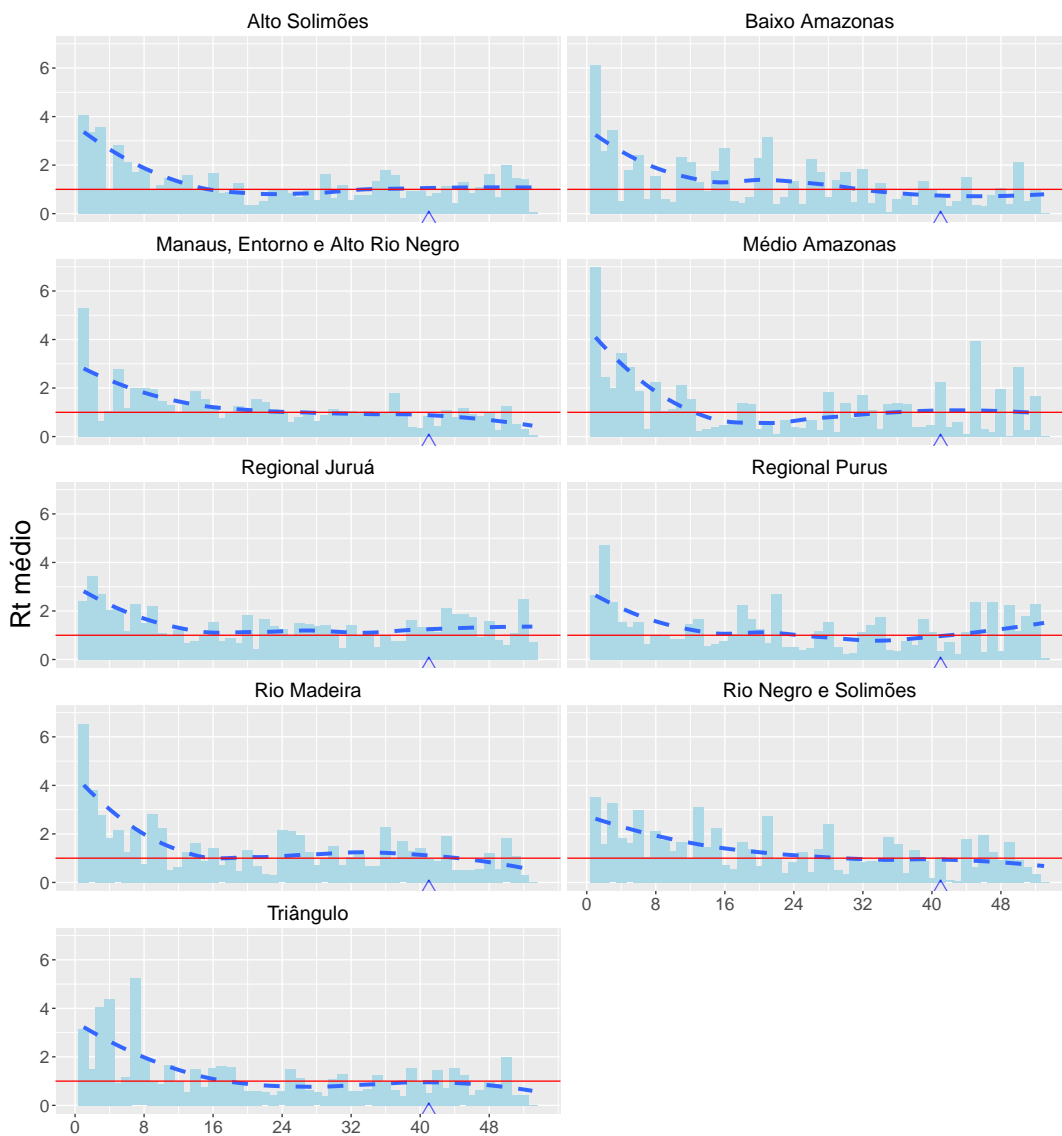 Alto Solimões
Baixo Amazonas
6
4
2
0
Manaus, Entorno e Alto Rio Negro
Médio Amazonas
6
4
2
0
Regional Juruá
Regional Purus
6
4
2
0
Rt médio
Rio Madeira
Rio Negro e Solimões
6
4
2
0
0 8 16 24 32 40 48
Triângulo
6
4
2
0
0 8 16 24 32 40 48